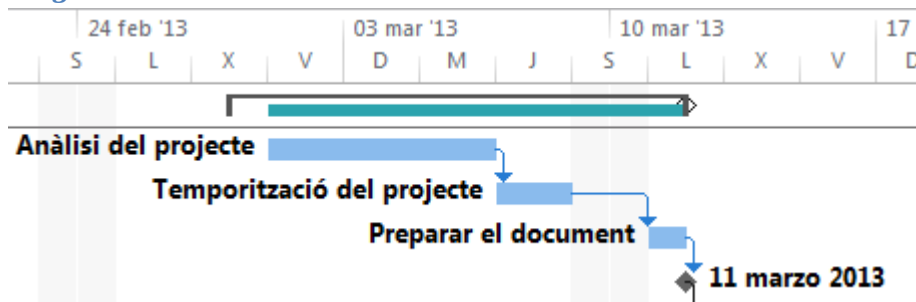 24 feb '13 03 mar '13 10 mar '13 17
S L X V D M J S L X V D
Anàlisi del projecte
Temporització del projecte
Preparar el document
11 marzo 2013